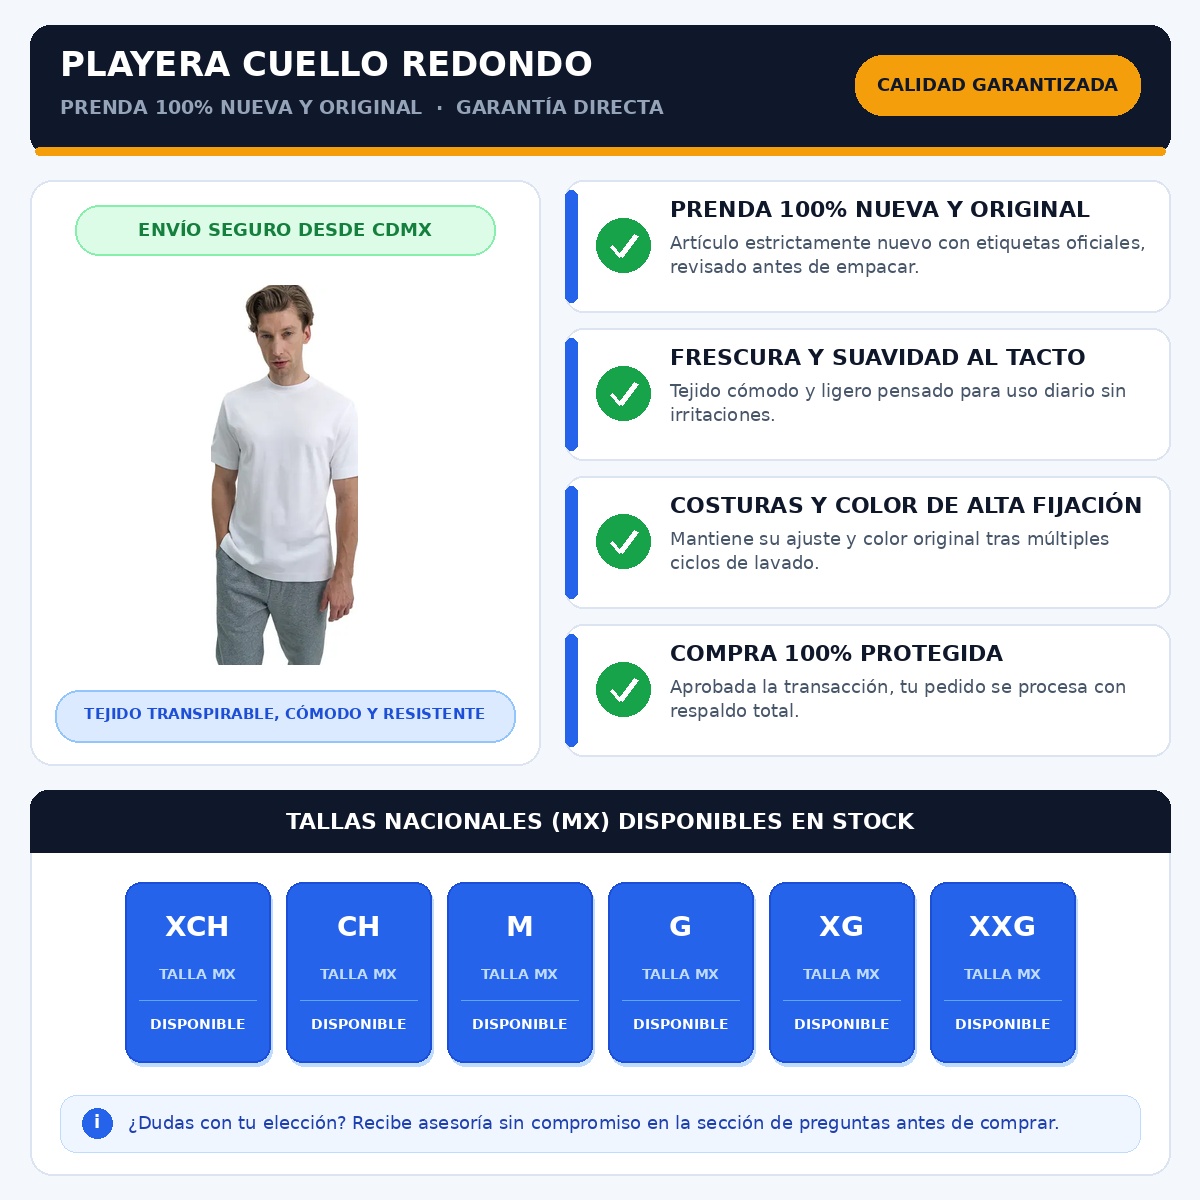 PLAYERA CUELLO REDONDO
PRENDA 100% NUEVA Y ORIGINAL · GARANTÍA DIRECTA
CALIDAD GARANTIZADA
ENVÍO SEGURO DESDE CDMX
TEJIDO TRANSPIRABLE, CÓMODO Y RESISTENTE
PRENDA 100% NUEVA Y ORIGINAL
Artículo estrictamente nuevo con etiquetas oficiales,
revisado antes de empacar.
FRESCURA Y SUAVIDAD AL TACTO
Tejido cómodo y ligero pensado para uso diario sin
irritaciones.
COSTURAS Y COLOR DE ALTA FIJACIÓN
Mantiene su ajuste y color original tras múltiples
ciclos de lavado.
COMPRA 100% PROTEGIDA
Aprobada la transacción, tu pedido se procesa con
respaldo total.
TALLAS NACIONALES (MX) DISPONIBLES EN STOCK
XCH
TALLA MX
DISPONIBLE
CH
TALLA MX
DISPONIBLE
M
TALLA MX
DISPONIBLE
G
TALLA MX
DISPONIBLE
XG
TALLA MX
DISPONIBLE
XXG
TALLA MX
DISPONIBLE
i ¿Dudas con tu elección? Recibe asesoría sin compromiso en la sección de preguntas antes de comprar.